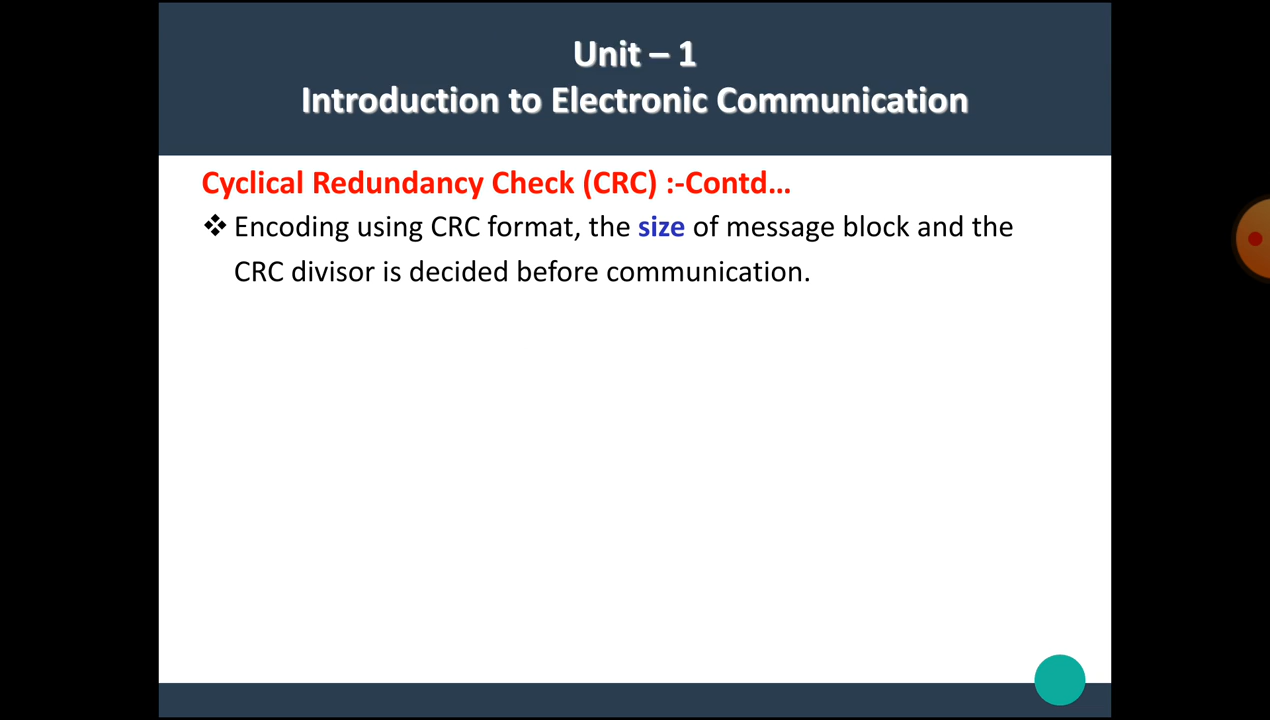 Unit – 1
Introduction to Electronic Communication
Cyclical Redundancy Check (CRC) :-Contd…
❖ Encoding using CRC format, the size of message block and the
CRC divisor is decided before communication.